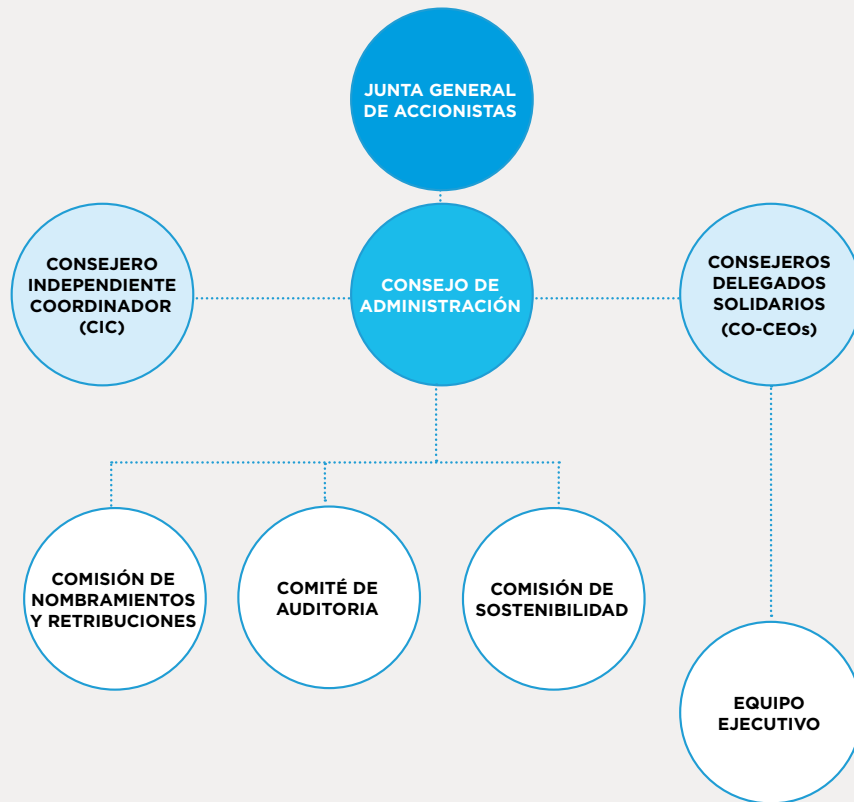 JUNTA GENERAL
DE ACCIONISTAS
CONSEJERO
INDEPENDIENTE
COORDINADOR
(CIC)
CONSEJO DE
ADMINISTRACIÓN
CONSEJEROS
DELEGADOS
SOLIDARIOS
(CO-CEOs)
COMISIÓN DE
NOMBRAMIENTOS
Y RETRIBUCIONES
COMITÉ DE
AUDITORIA
COMISIÓN DE
SOSTENIBILIDAD
EQUIPO
EJECUTIVO